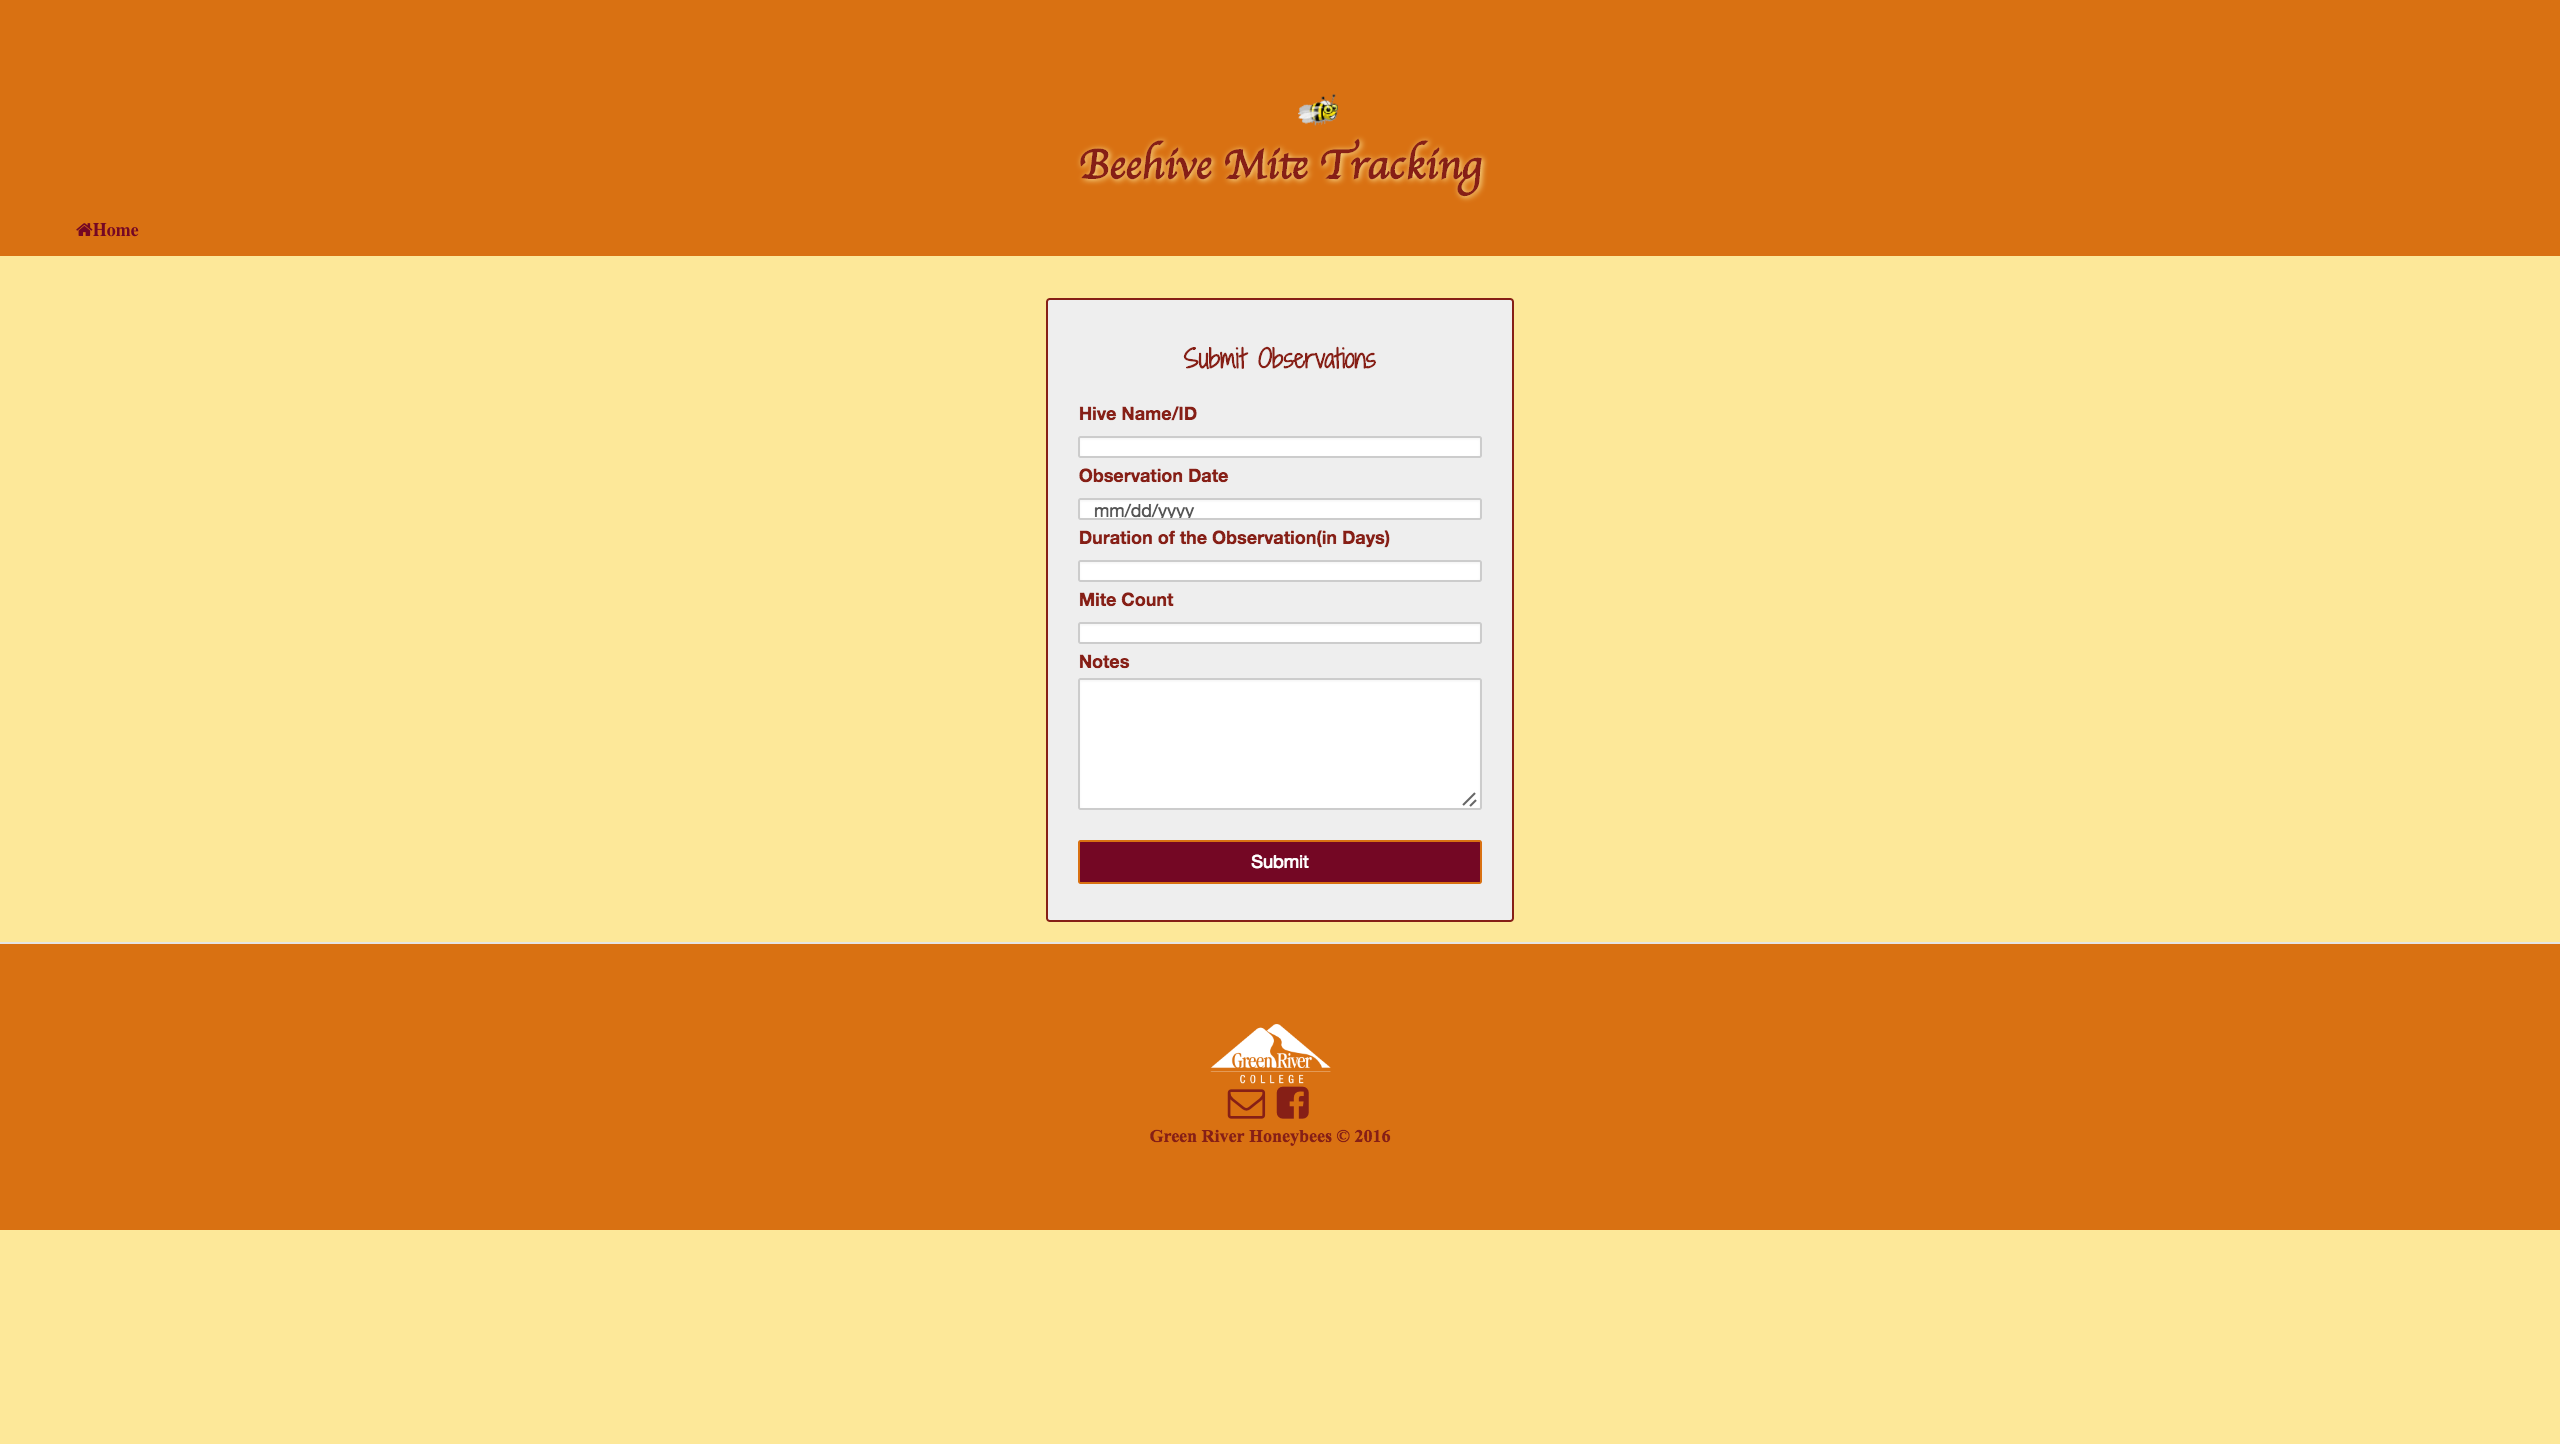 Beehive Mite Tracking
Home
Submit Observations
Hive Name/ID
Observation Date
mm/dd/yyyy
Duration of the Observation(in Days)
Mite Count
Notes
Submit
Green River
COLLEGE
Green River Honeybees © 2016